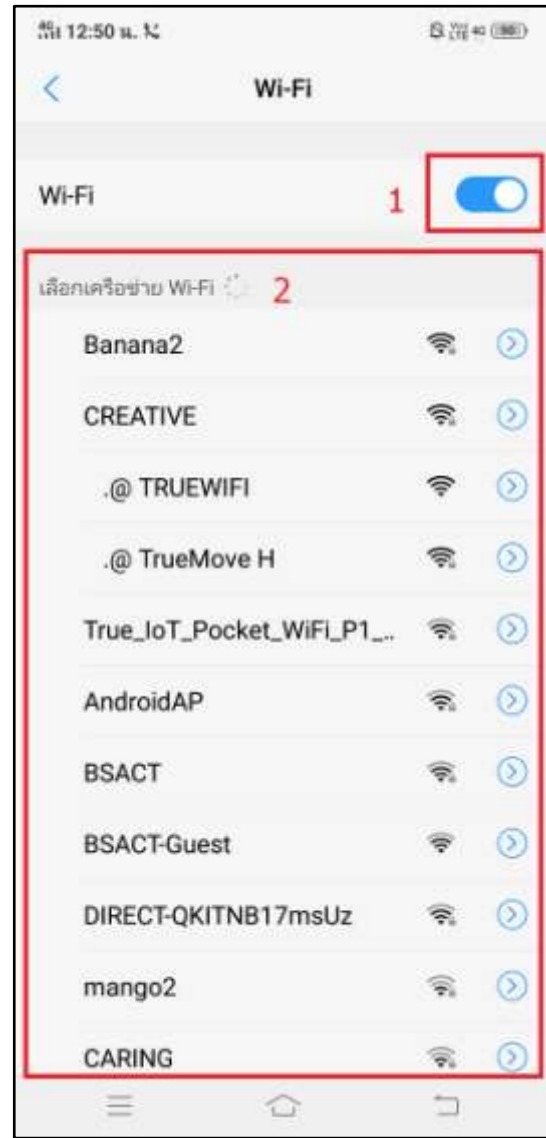 12:50 น.
Wi-Fi
Wi-Fi
1
เลือกเครือข่าย Wi-Fi 2
Banana2
CREATIVE
.@ TRUEWIFI
.@ TrueMove H
True_IoT_Pocket_WiFi_P1_..
AndroidAP
BSACT
BSACT-Guest
DIRECT-QKITNB17msUz
mango2
CARING